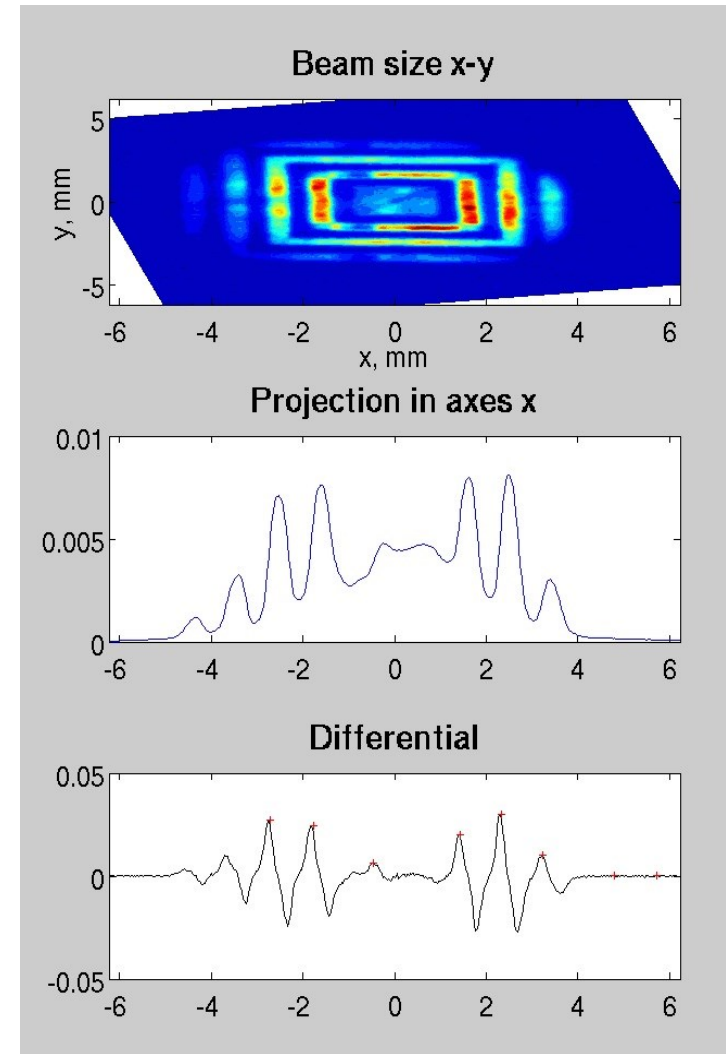 Beam size x-y
5
0
-5
y, mm
-6 -4 -2 0 2 4 6
x, mm
Projection in axes x
0.01
0.005
0
-6 -4 -2 0 2 4 6
Differential
0.05
0
-0.05
-6 -4 -2 0 2 4 6